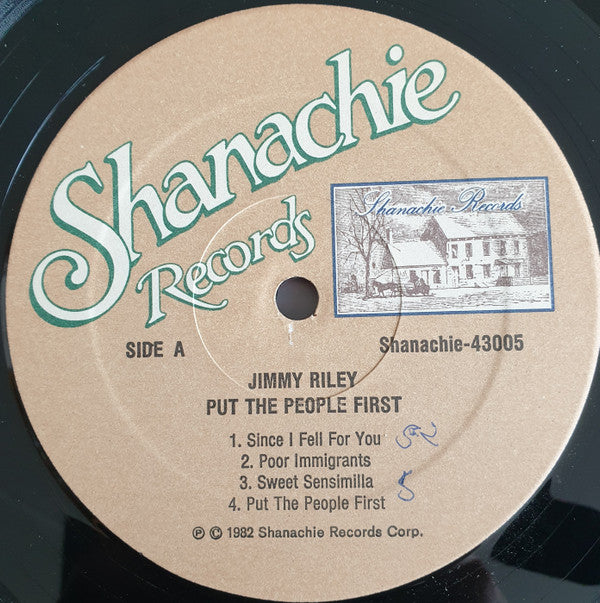 Shanachie
Records
Shanachie Records
SIDE A
Shanachie-43005
JIMMY RILEY
PUT THE PEOPLE FIRST
1. Since I Fell For You
2. Poor Immigrants
3. Sweet Sensimilla
4. Put The People First
℗ © 1982 Shanachie Records Corp.